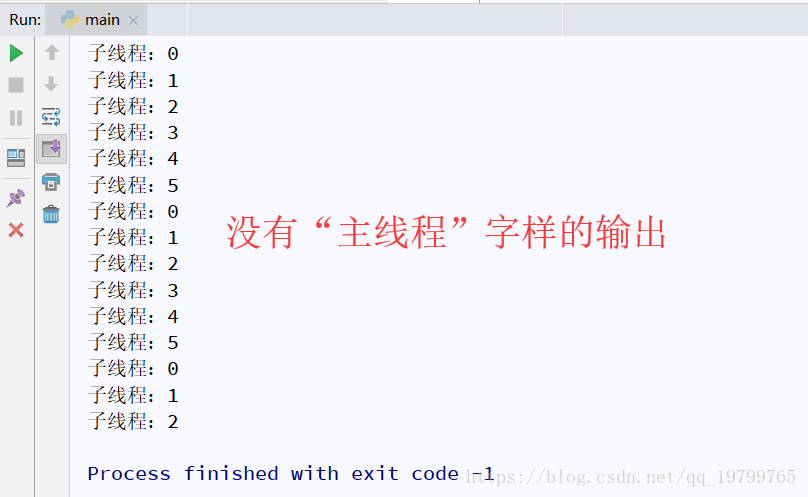 Run: main
子线程：0
子线程：1
子线程：2
子线程：3
子线程：4
子线程：5
子线程：0
子线程：1
子线程：2
没有“主线程”字样的输出
子线程：3
子线程：4
子线程：5
子线程：0
子线程：1
子线程：2
Process finished with exit code -1
https://blog.csdn.net/qq_19799765